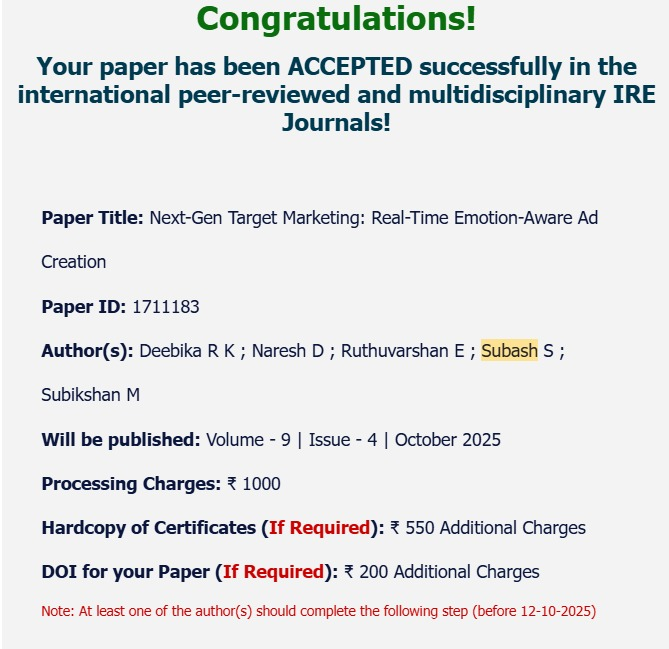 Congratulations!
Your paper has been ACCEPTED successfully in the
international peer-reviewed and multidisciplinary IRE
Journals!
Paper Title: Next-Gen Target Marketing: Real-Time Emotion-Aware Ad
Creation
Paper ID: 1711183
Author(s): Deebika R K ; Naresh D ; Ruthuvarshan E ; Subash S ;
Subikshan M
Will be published: Volume - 9 | Issue - 4 | October 2025
Processing Charges: ₹ 1000
Hardcopy of Certificates (If Required): ₹ 550 Additional Charges
DOI for your Paper (If Required): ₹ 200 Additional Charges
Note: At least one of the author(s) should complete the following step (before 12-10-2025)